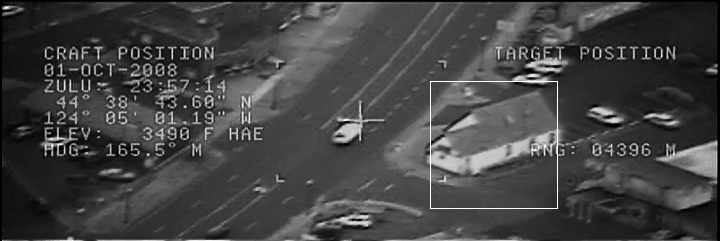 CRAFT POSITION
01-OCT-2008
ZULU: 23:57:14
44° 38' 43.60" N
124° 05' 01.19" W
ELEV: 3490 F HAE
HDG: 165.5° M
TARGET POSITION
RNG: 04396 M